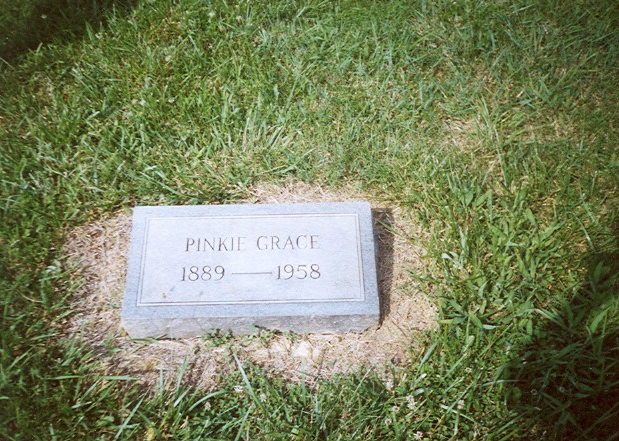 PINKIE GRACE
1889 — 1958